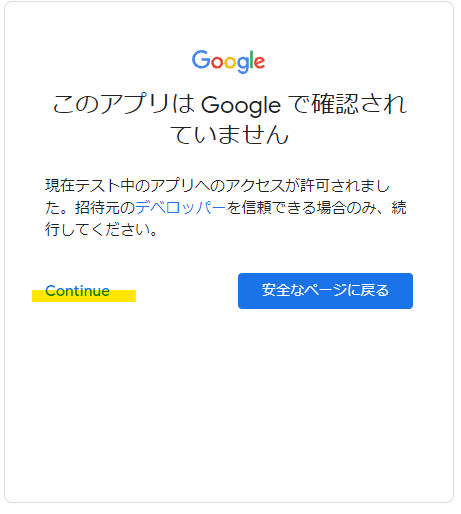 Google
このアプリは Google で確認され
ていません
現在テスト中のアプリへのアクセスが許可されまし
た。招待元のデベロッパーを信頼できる場合のみ、続
行してください。
Continue
安全なページに戻る